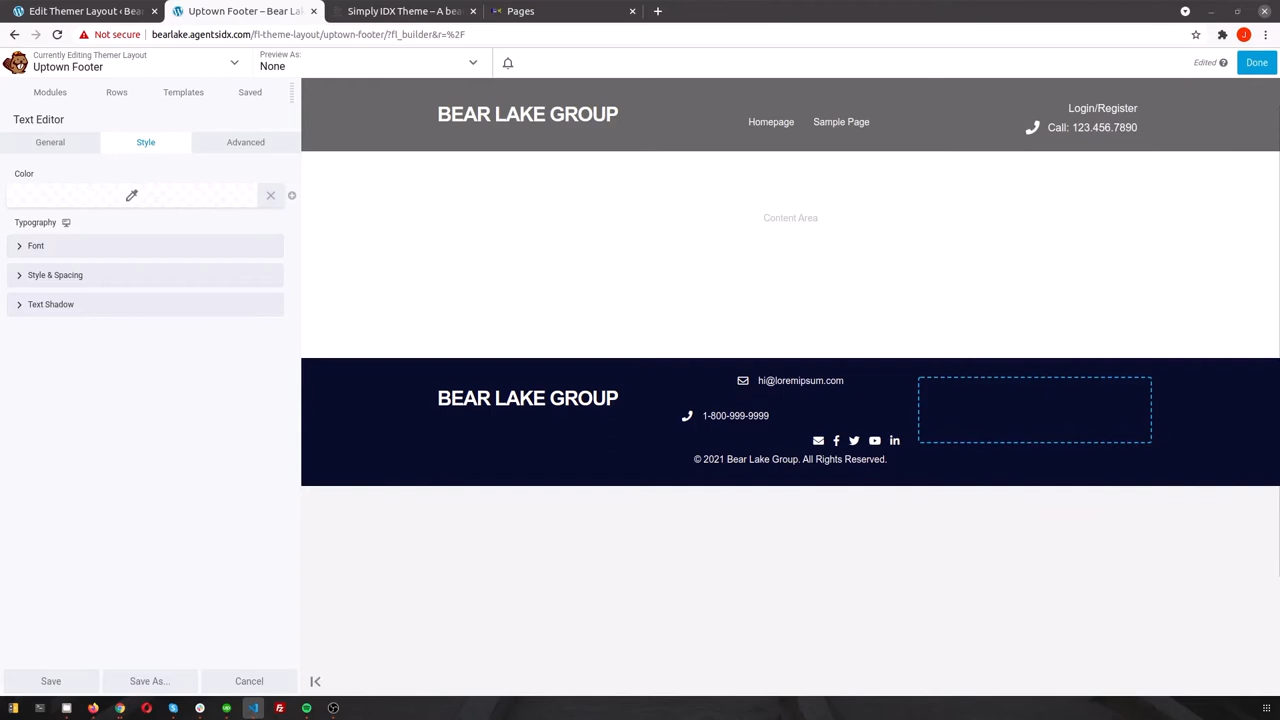 Edit Themer Layout ‹ Bear
Uptown Footer – Bear Lak
Simply IDX Theme – A bea
Pages
Not secure
bearlake.agentsidx.com/fl-theme-layout/uptown-footer/?fl_builder&r=%2F
J
Currently Editing Themer Layout
Uptown Footer
Preview As:
None
Edited
Done
Modules
Rows
Templates
Saved
Text Editor
General
Style
Advanced
Color
Typography
Font
Style & Spacing
Text Shadow
Save
Save As...
Cancel
BEAR LAKE GROUP
Homepage
Sample Page
Login/Register
Call: 123.456.7890
Content Area
BEAR LAKE GROUP
hi@loremipsum.com
1-800-999-9999
© 2021 Bear Lake Group. All Rights Reserved.